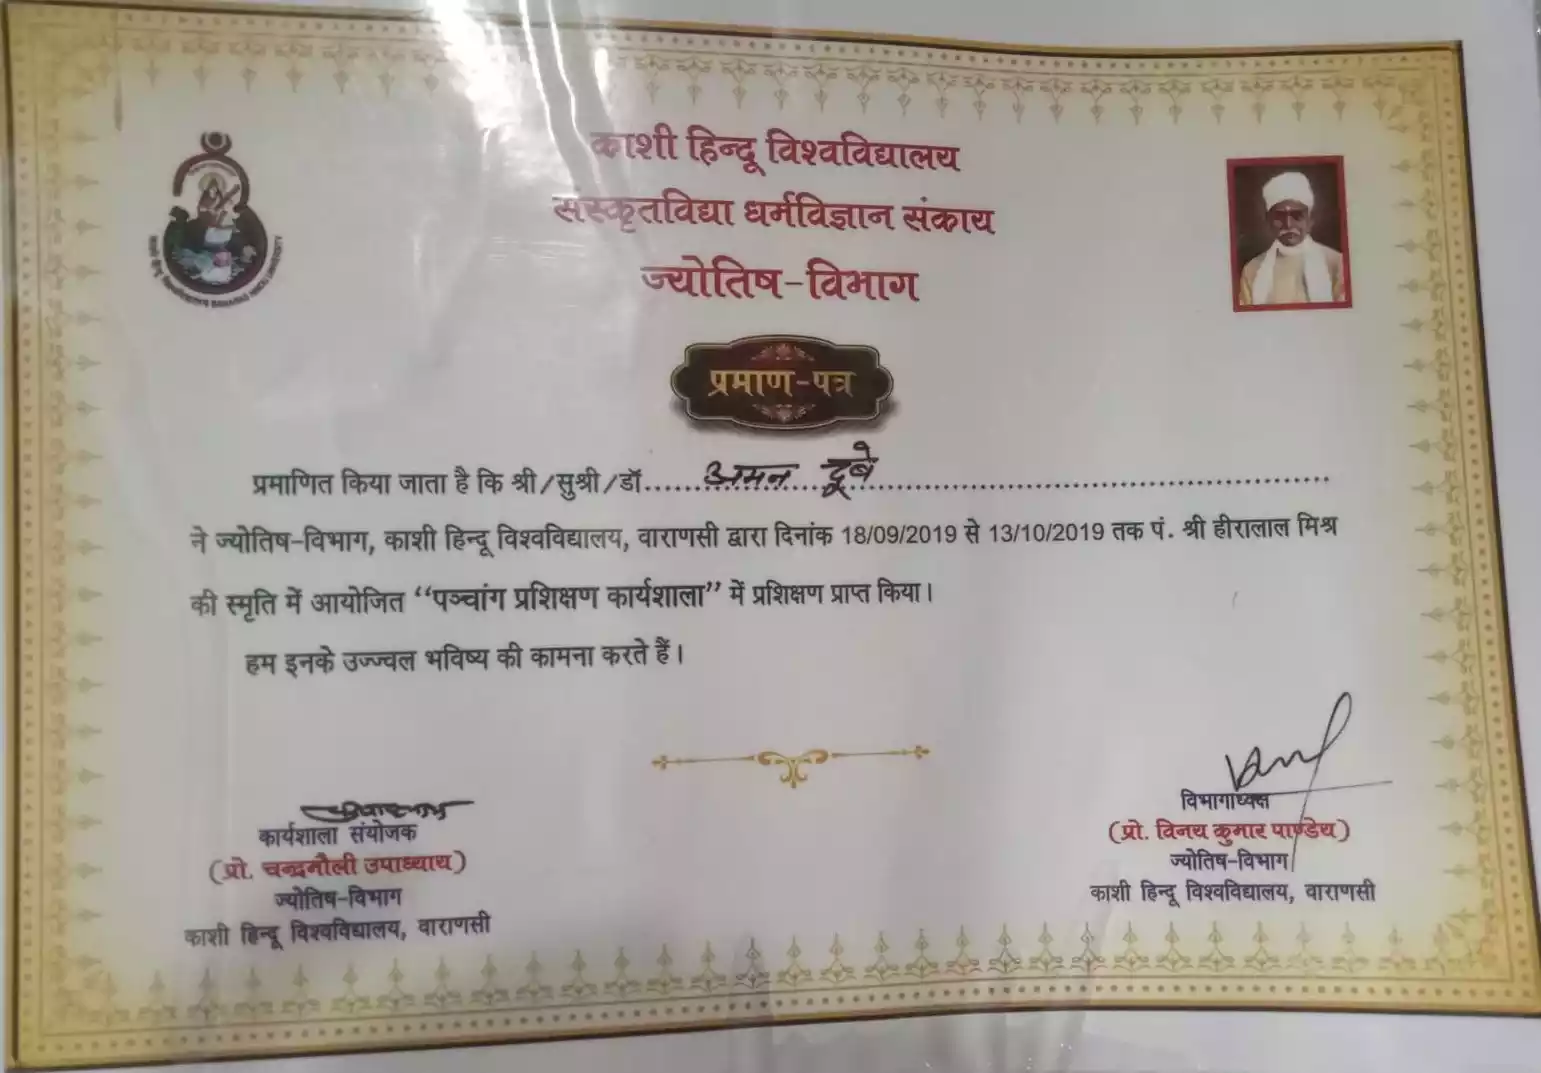 काशी हिन्दू विश्वविद्यालय
संस्कृतविद्या धर्मविज्ञान संकाय
ज्योतिष-विभाग
प्रमाण-पत्र
प्रमाणित किया जाता है कि श्री/सुश्री/डॉ. अमन दूबे
ने ज्योतिष-विभाग, काशी हिन्दू विश्वविद्यालय, वाराणसी द्वारा दिनांक 18/09/2019 से 13/10/2019 तक पं. श्री हीरालाल मिश्र
की स्मृति में आयोजित “पञ्चांग प्रशिक्षण कार्यशाला” में प्रशिक्षण प्राप्त किया।
हम इनके उज्ज्वल भविष्य की कामना करते हैं।
कार्यशाला संयोजक
(प्रो. चन्द्रमौली उपाध्याय)
ज्योतिष-विभाग
काशी हिन्दू विश्वविद्यालय, वाराणसी
विभागाध्यक्ष
(प्रो. विनय कुमार पाण्डेय)
ज्योतिष-विभाग
काशी हिन्दू विश्वविद्यालय, वाराणसी